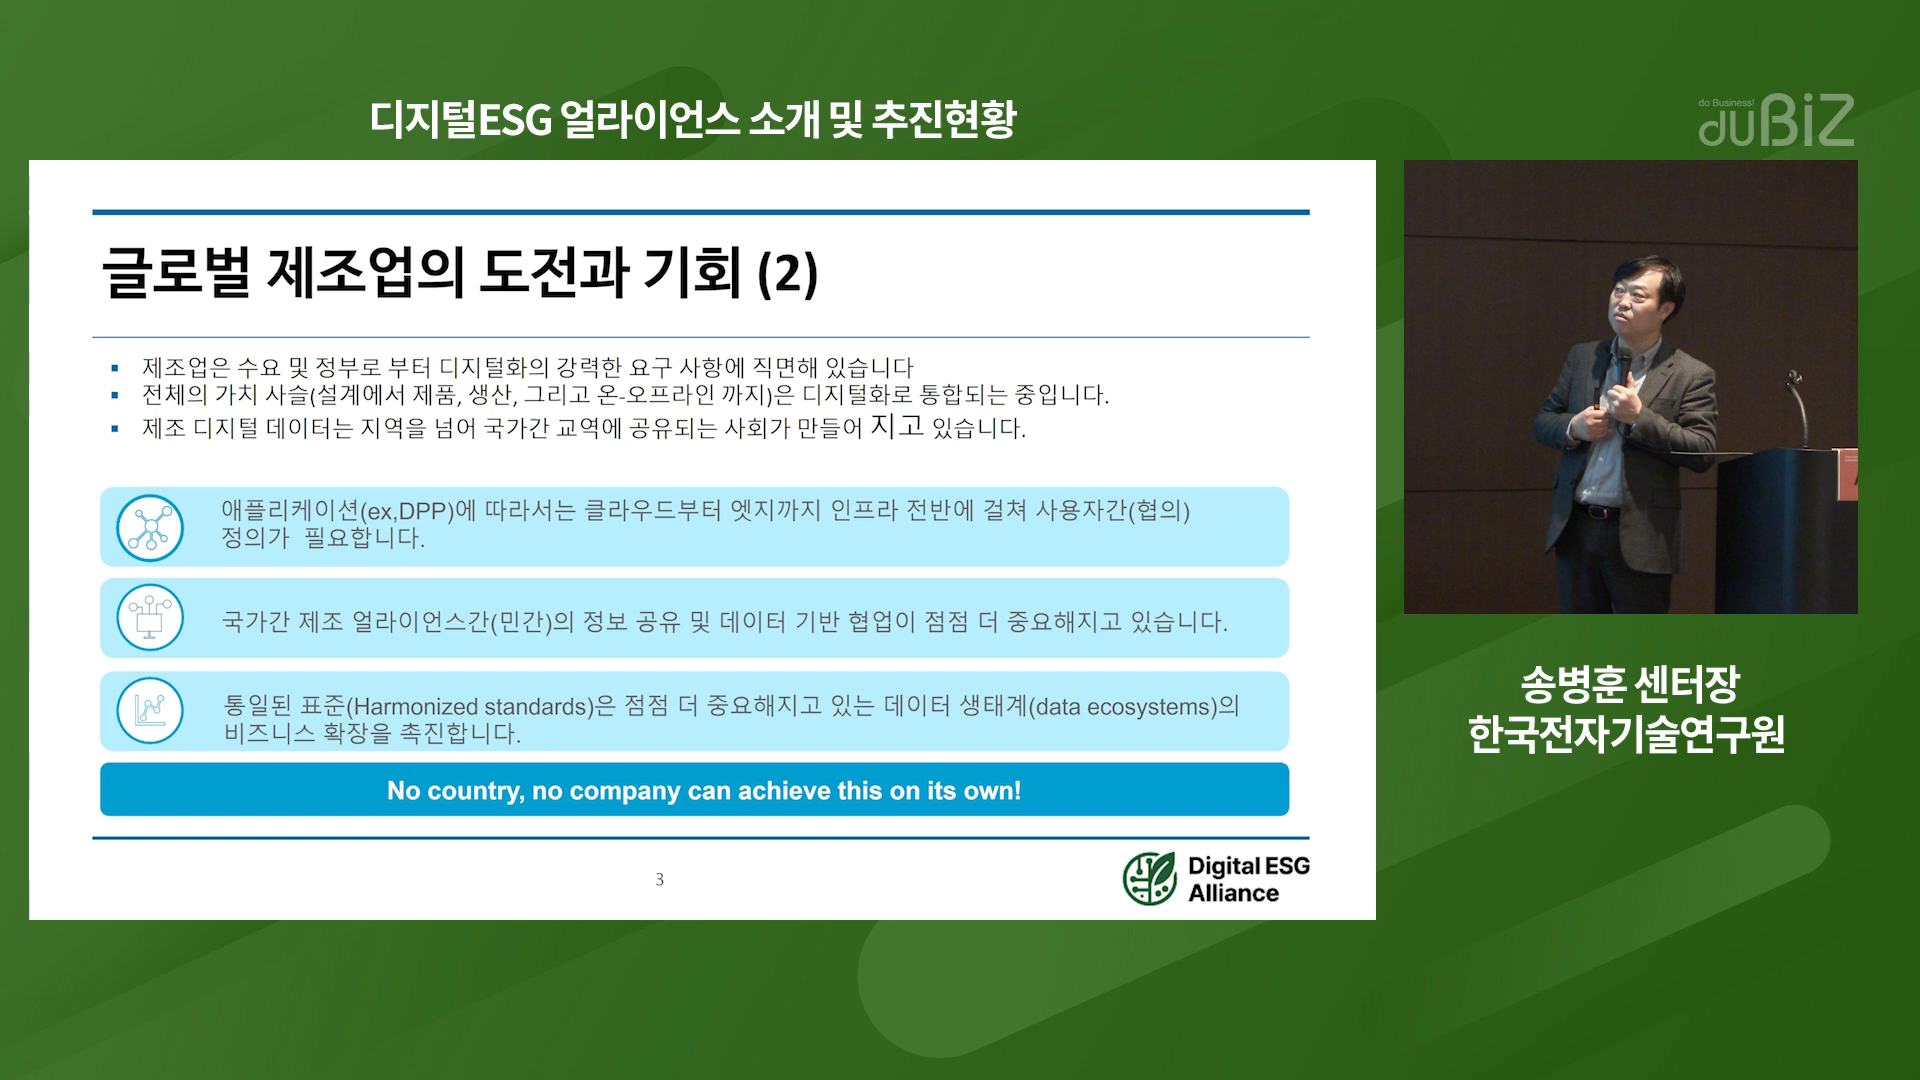 디지털ESG 얼라이언스 소개 및 추진현황
do Business!
duBiZ
글로벌 제조업의 도전과 기회 (2)
▪ 제조업은 수요 및 정부로 부터 디지털화의 강력한 요구 사항에 직면해 있습니다
▪ 전체의 가치 사슬(설계에서 제품, 생산, 그리고 온-오프라인 까지)은 디지털화로 통합되는 중입니다.
▪ 제조 디지털 데이터는 지역을 넘어 국가간 교역에 공유되는 사회가 만들어 지고 있습니다.
애플리케이션(ex,DPP)에 따라서는 클라우드부터 엣지까지 인프라 전반에 걸쳐 사용자간(협의)
정의가 필요합니다.
국가간 제조 얼라이언스간(민간)의 정보 공유 및 데이터 기반 협업이 점점 더 중요해지고 있습니다.
통일된 표준(Harmonized standards)은 점점 더 중요해지고 있는 데이터 생태계(data ecosystems)의
비즈니스 확장을 촉진합니다.
No country, no company can achieve this on its own!
3
Digital ESG
Alliance
송병훈 센터장
한국전자기술연구원